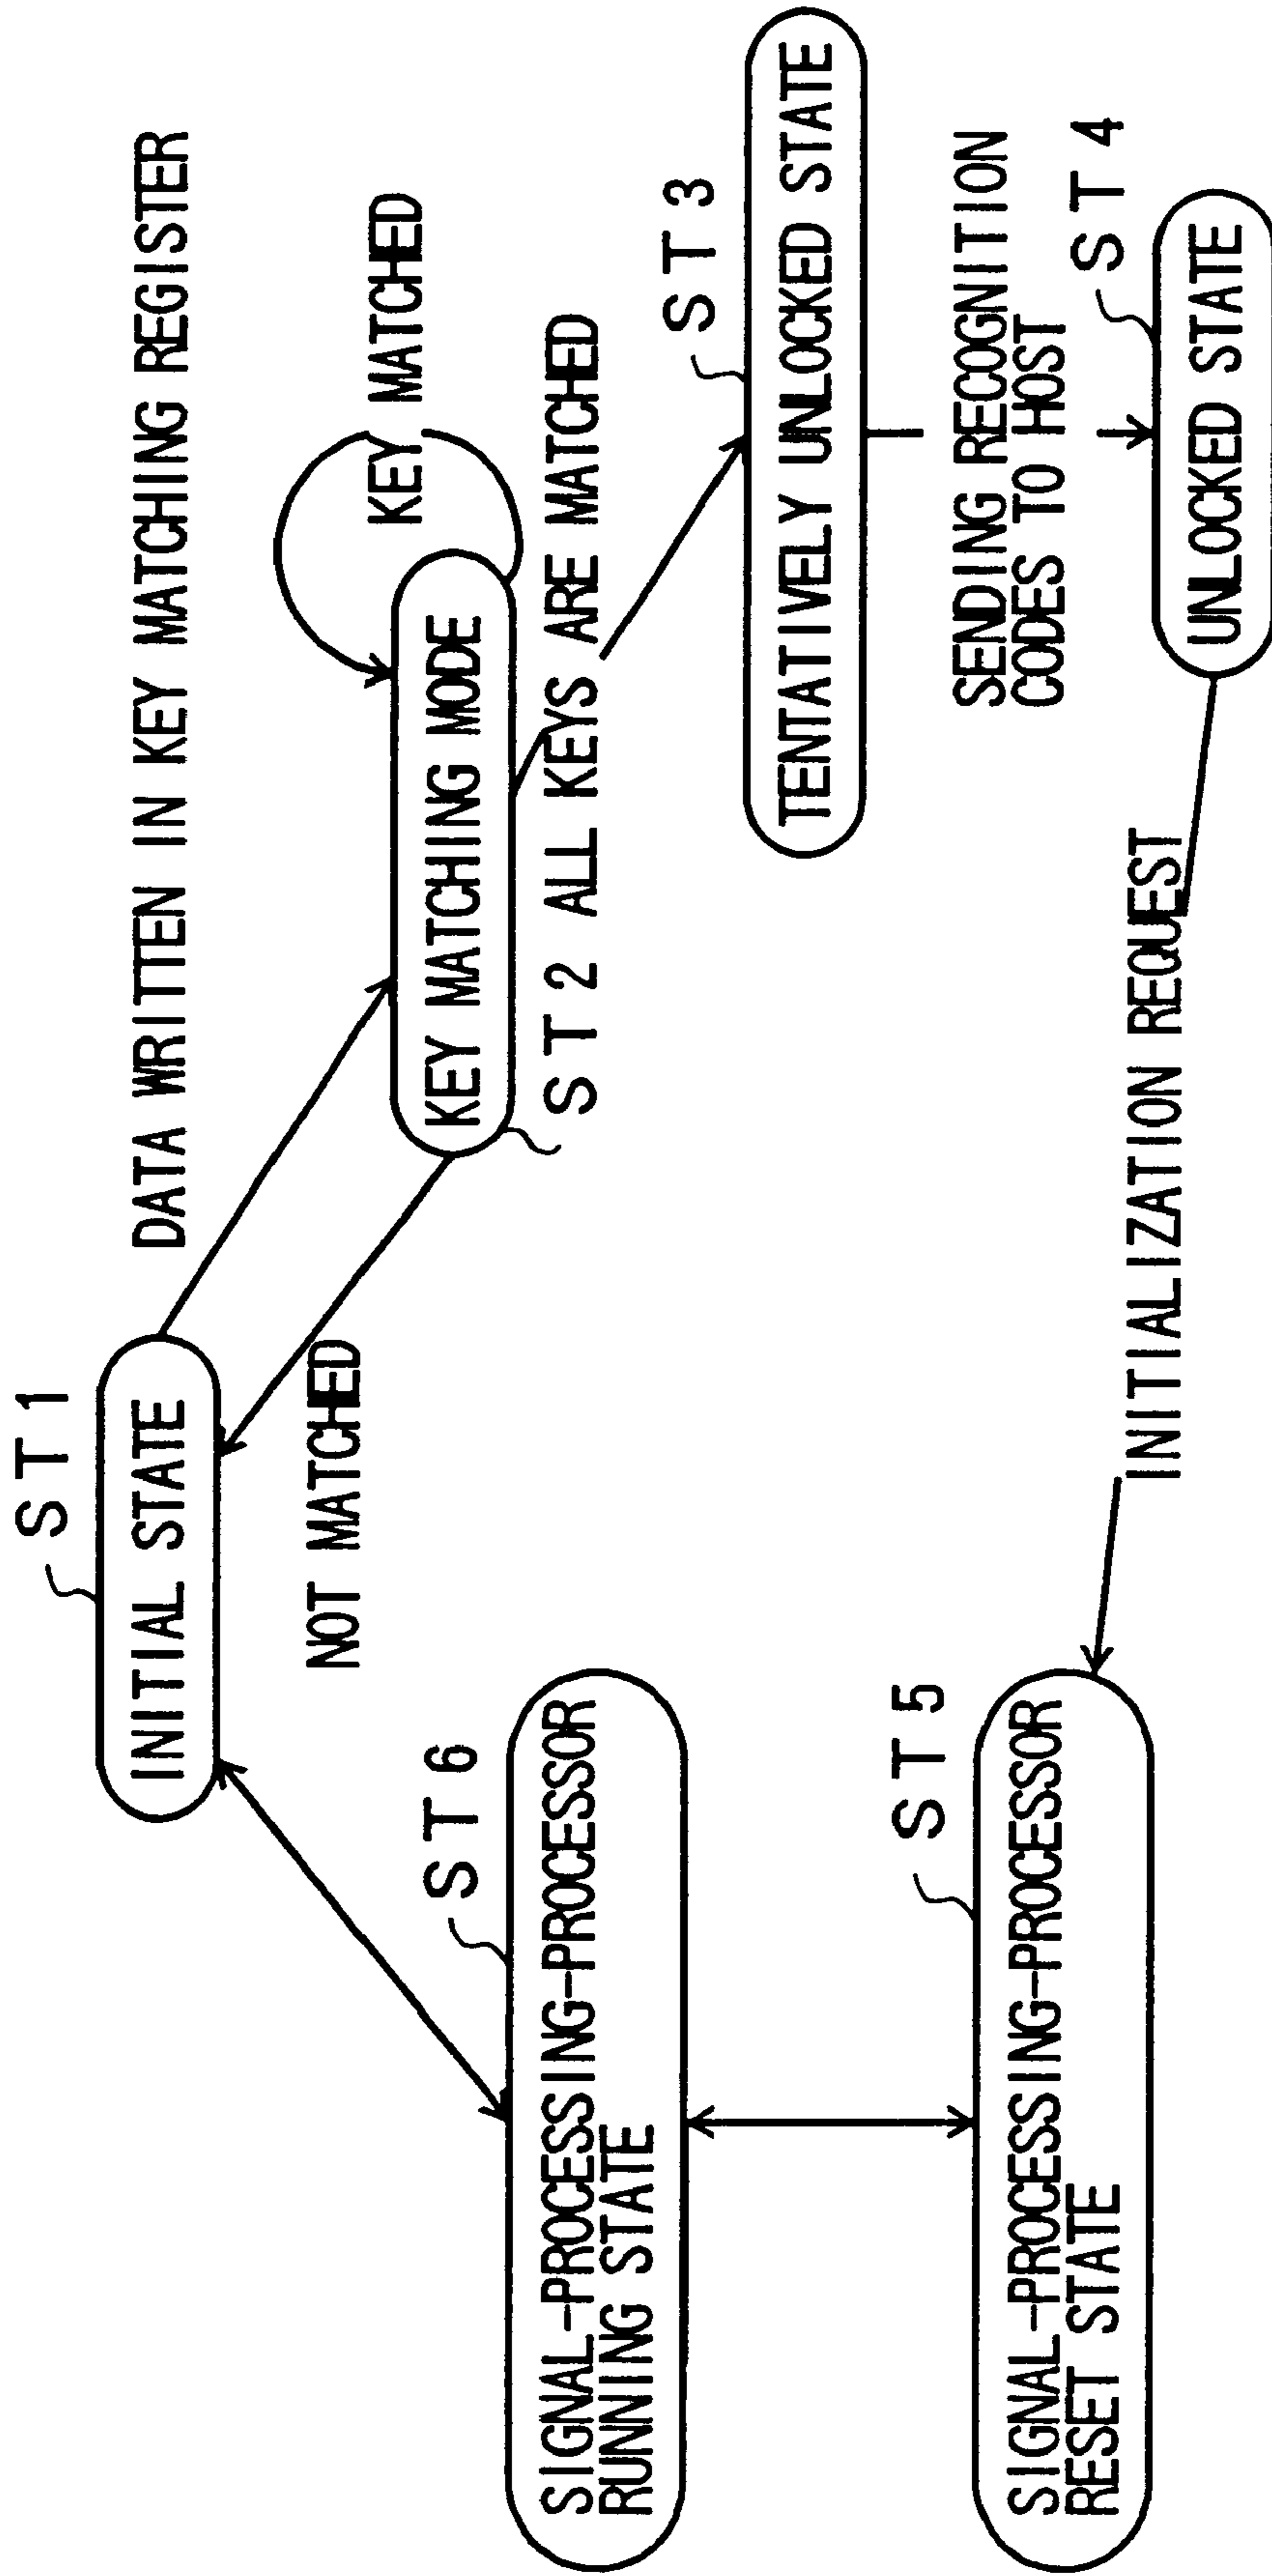 ST1
INITIAL STATE
DATA WRITTEN IN KEY MATCHING REGISTER
NOT MATCHED
KEY MATCHED
KEY MATCHING MODE
ST2
ALL KEYS ARE MATCHED
ST6
SIGNAL-PROCESSING-PROCESSOR
RUNNING STATE
ST3
TENTATIVELY UNLOCKED STATE
SENDING RECOGNITION
CODES TO HOST
ST5
SIGNAL-PROCESSING-PROCESSOR
RESET STATE
INITIALIZATION REQUEST
ST4
UNLOCKED STATE